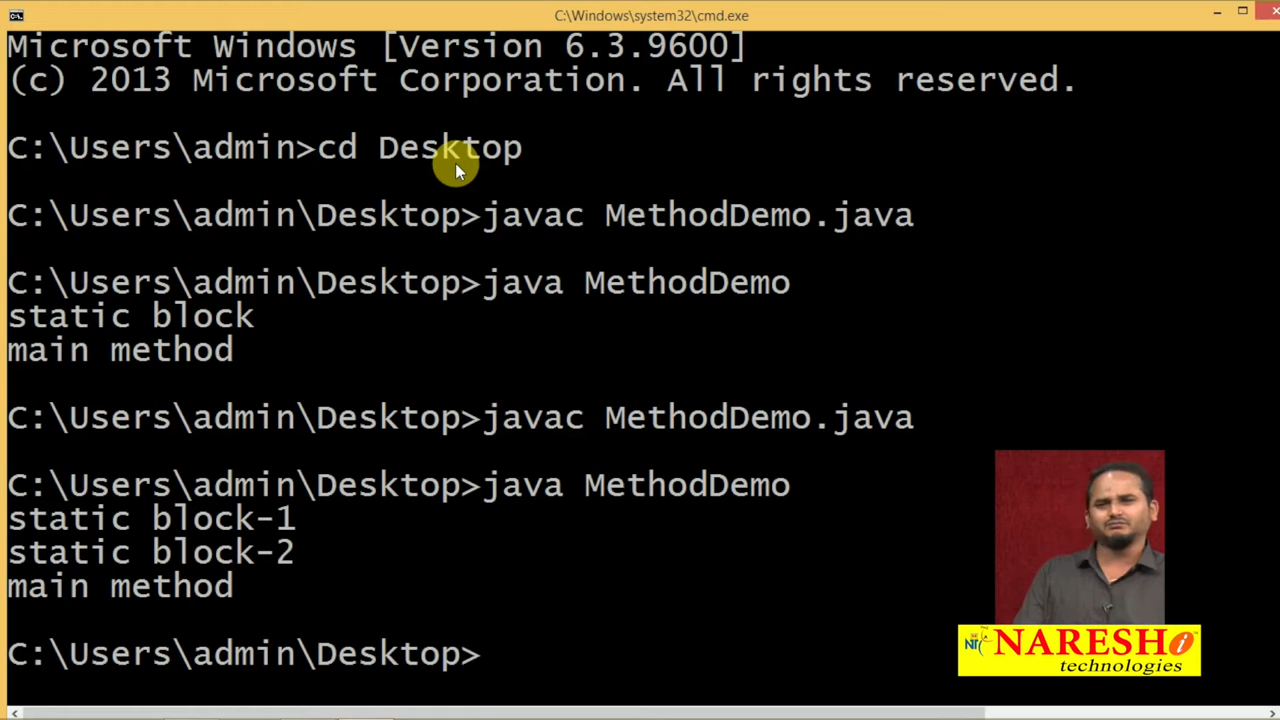 C:\Windows\system32\cmd.exe
Microsoft Windows [Version 6.3.9600]
(c) 2013 Microsoft Corporation. All rights reserved.
C:\Users\admin>cd Desktop
C:\Users\admin\Desktop>javac MethodDemo.java
C:\Users\admin\Desktop>java MethodDemo
static block
main method
C:\Users\admin\Desktop>javac MethodDemo.java
C:\Users\admin\Desktop>java MethodDemo
static block-1
static block-2
main method
C:\Users\admin\Desktop>
NT NARESH i
technologies